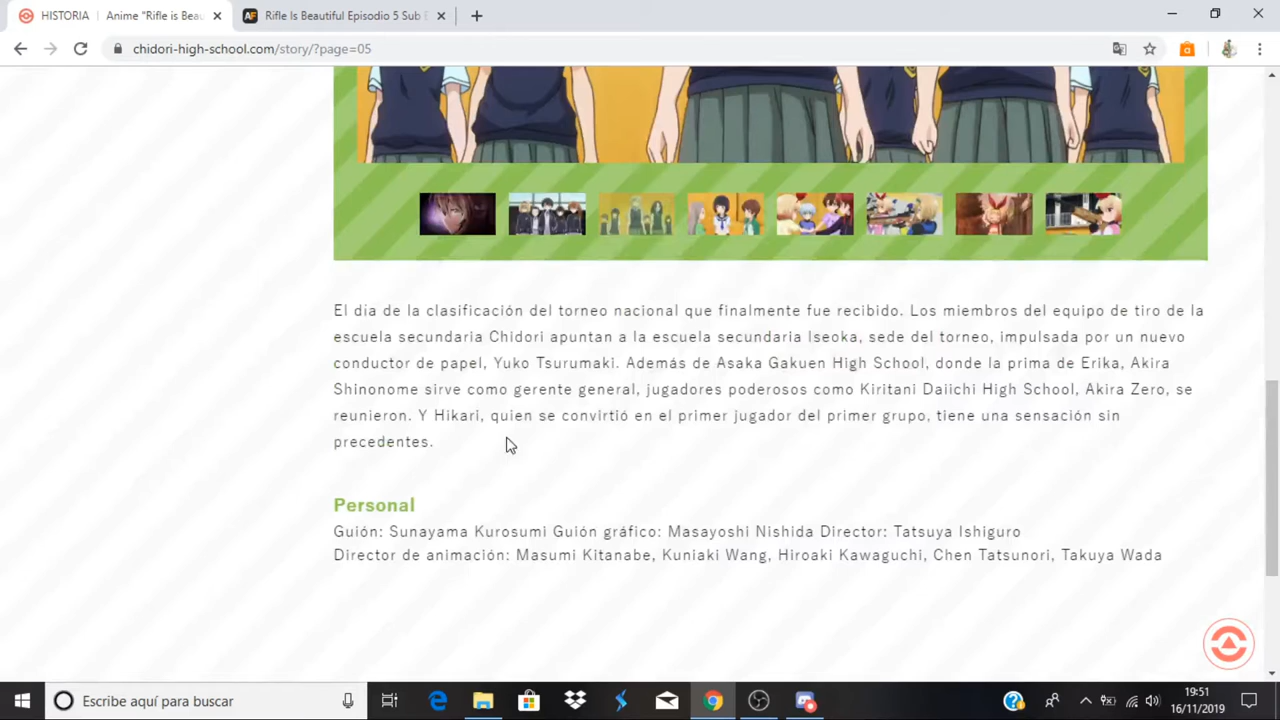 HISTORIA | Anime "Rifle is Beau
Rifle Is Beautiful Episodio 5 Sub E
chidori-high-school.com/story/?page=05
El día de la clasificación del torneo nacional que finalmente fue recibido. Los miembros del equipo de tiro de la
escuela secundaria Chidori apuntan a la escuela secundaria Iseoka, sede del torneo, impulsada por un nuevo
conductor de papel, Yuko Tsurumaki. Además de Asaka Gakuen High School, donde la prima de Erika, Akira
Shinonome sirve como gerente general, jugadores poderosos como Kiritani Daiichi High School, Akira Zero, se
reunieron. Y Hikari, quien se convirtió en el primer jugador del primer grupo, tiene una sensación sin
precedentes.
Personal
Guión: Sunayama Kurosumi Guión gráfico: Masayoshi Nishida Director: Tatsuya Ishiguro
Director de animación: Masumi Kitanabe, Kuniaki Wang, Hiroaki Kawaguchi, Chen Tatsunori, Takuya Wada
Escribe aquí para buscar
19:51
16/11/2019